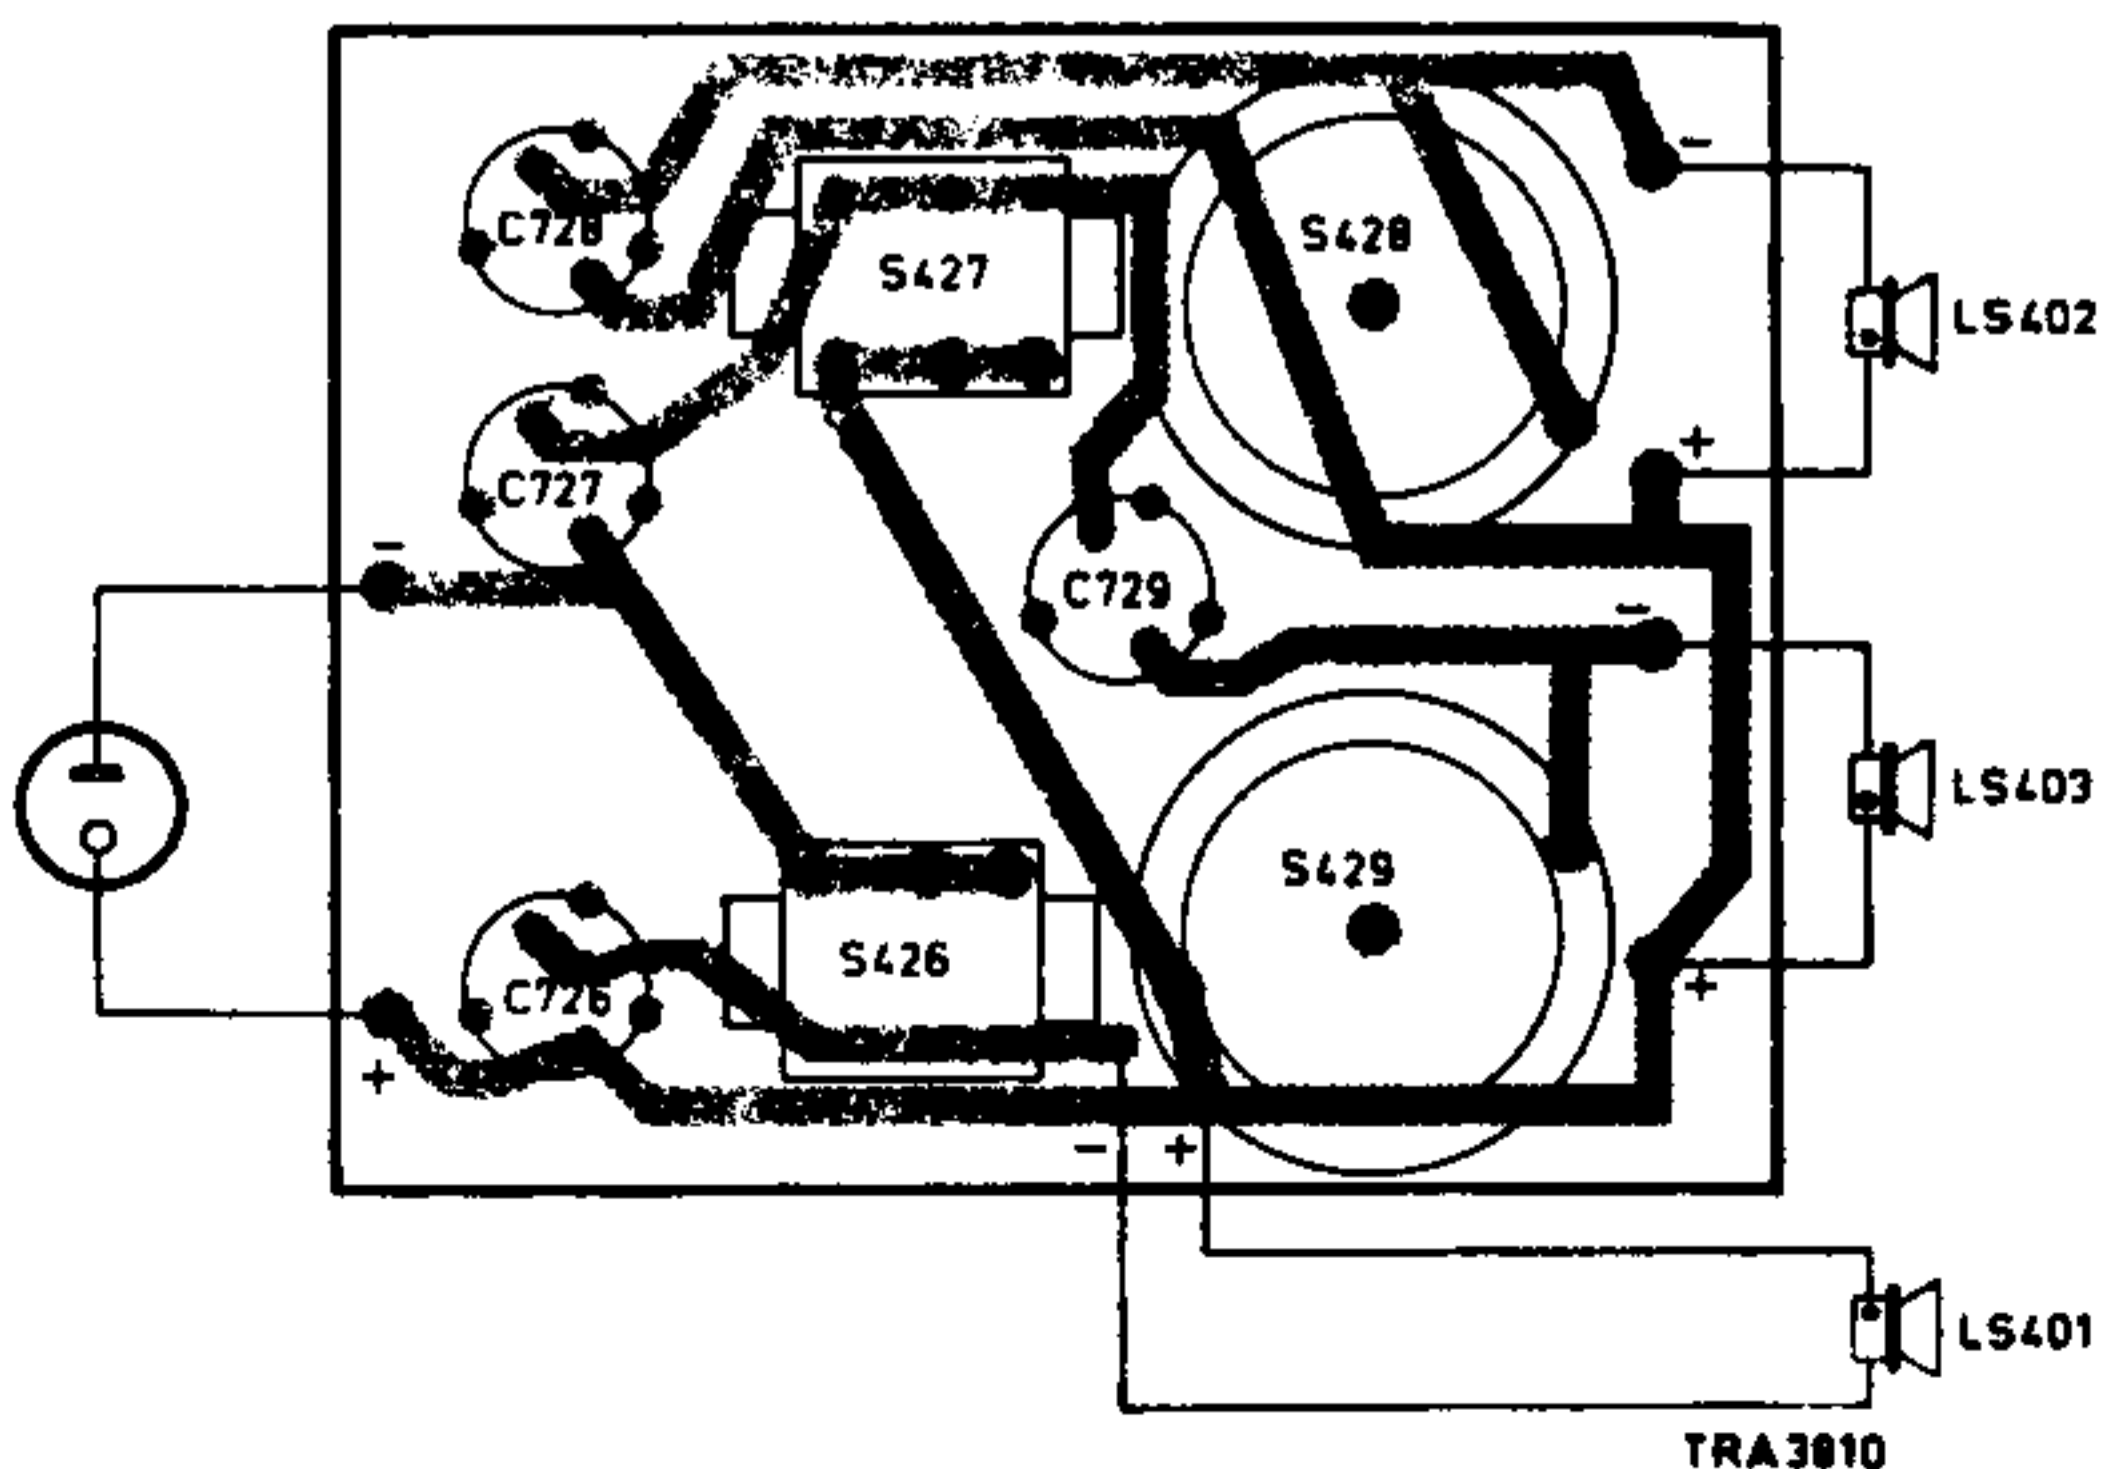 -
C728
S427
S428
LS402
+
C727
-
C729
-
LS403
S429
S426
C726
+
+
- +
LS401
TRA3810